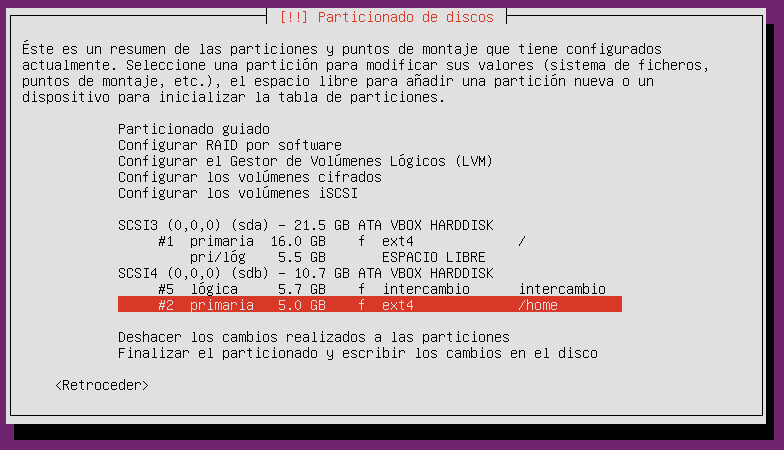 [!!] Particionado de discos
Éste es un resumen de las particiones y puntos de montaje que tiene configurados
actualmente. Seleccione una partición para modificar sus valores (sistema de ficheros,
puntos de montaje, etc.), el espacio libre para añadir una partición nueva o un
dispositivo para inicializar la tabla de particiones.
Particionado guiado
Configurar RAID por software
Configurar el Gestor de Volúmenes Lógicos (LVM)
Configurar los volúmenes cifrados
Configurar los volúmenes iSCSI
SCSI3 (0,0,0) (sda) - 21.5 GB ATA VBOX HARDDISK
#1 primaria 16.0 GB f ext4 /
pri/lóg 5.5 GB ESPACIO LIBRE
SCSI4 (0,0,0) (sdb) - 10.7 GB ATA VBOX HARDDISK
#5 lógica 5.7 GB f intercambio intercambio
#2 primaria 5.0 GB f ext4 /home
Deshacer los cambios realizados a las particiones
Finalizar el particionado y escribir los cambios en el disco
<Retroceder>